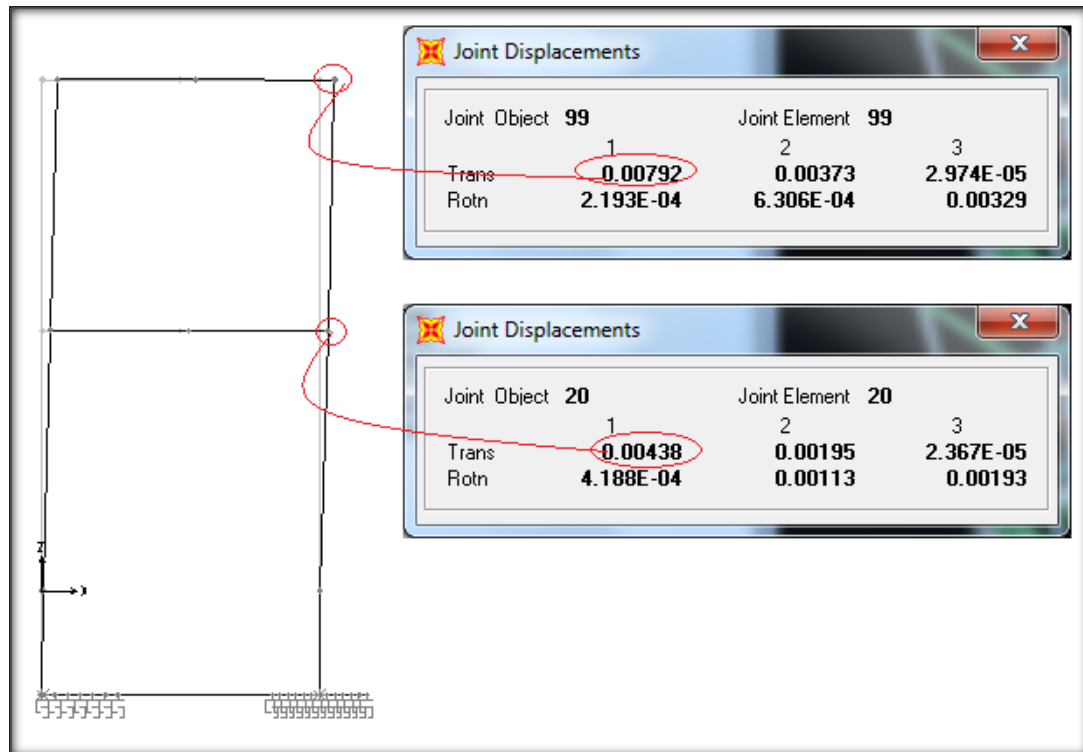 Joint Displacements
X
Joint Object 99 Joint Element 99
1 2 3
Trans 0.00792 0.00373 2.974E-05
Rotn 2.193E-04 6.306E-04 0.00329
Joint Displacements
X
Joint Object 20 Joint Element 20
1 2 3
Trans 0.00438 0.00195 2.367E-05
Rotn 4.188E-04 0.00113 0.00193
Z